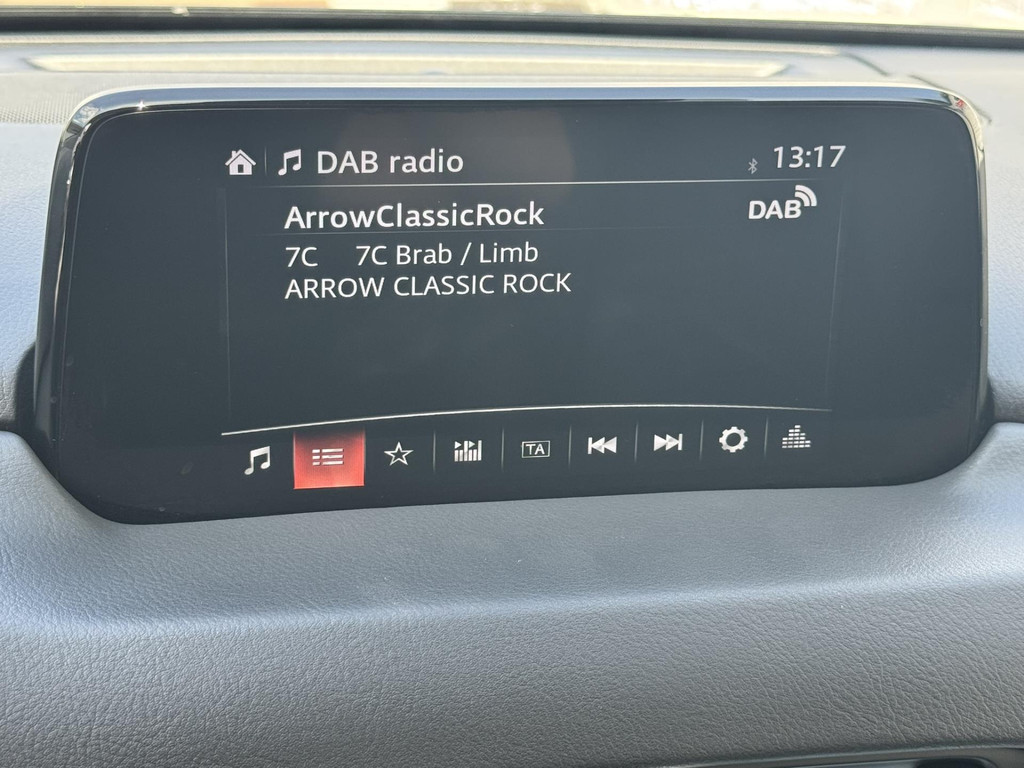 DAB radio 13:17
ArrowClassicRock DAB
7C 7C Brab / Limb
ARROW CLASSIC ROCK
TA